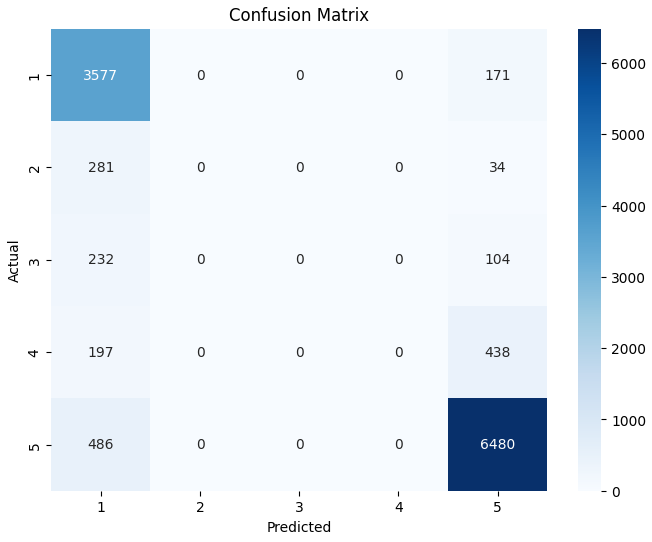 Confusion Matrix
Actual
1 3577 0 0 0 171
2 281 0 0 0 34
3 232 0 0 0 104
4 197 0 0 0 438
5 486 0 0 0 6480
1 2 3 4 5
Predicted
6000
5000
4000
3000
2000
1000
0